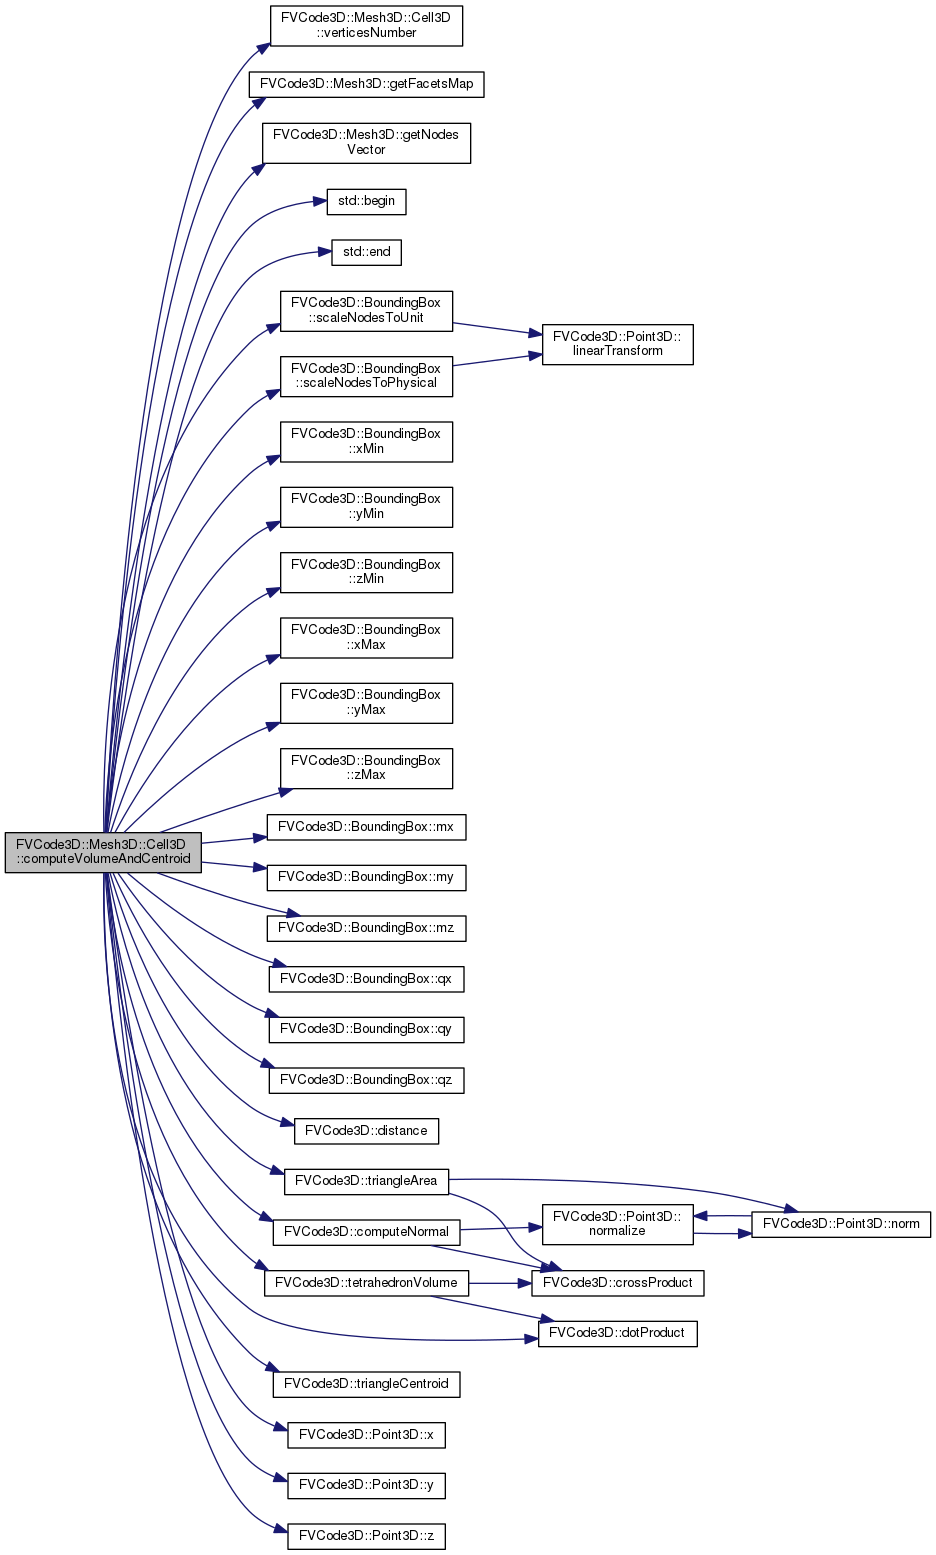 FVCode3D::Mesh3D::Cell3D
::verticesNumber
FVCode3D::Mesh3D::getFacetsMap
FVCode3D::Mesh3D::getNodes
Vector
std::begin
std::end
FVCode3D::BoundingBox
::scaleNodesToUnit
FVCode3D::Point3D::
linearTransform
FVCode3D::BoundingBox
::scaleNodesToPhysical
FVCode3D::BoundingBox
::xMin
FVCode3D::BoundingBox
::yMin
FVCode3D::BoundingBox
::zMin
FVCode3D::BoundingBox
::xMax
FVCode3D::BoundingBox
::yMax
FVCode3D::BoundingBox
::zMax
FVCode3D::BoundingBox::mx
FVCode3D::Mesh3D::Cell3D
::computeVolumeAndCentroid
FVCode3D::BoundingBox::my
FVCode3D::BoundingBox::mz
FVCode3D::BoundingBox::qx
FVCode3D::BoundingBox::qy
FVCode3D::BoundingBox::qz
FVCode3D::distance
FVCode3D::triangleArea
FVCode3D::computeNormal
FVCode3D::Point3D::
normalize
FVCode3D::Point3D::norm
FVCode3D::tetrahedronVolume
FVCode3D::crossProduct
FVCode3D::dotProduct
FVCode3D::triangleCentroid
FVCode3D::Point3D::x
FVCode3D::Point3D::y
FVCode3D::Point3D::z